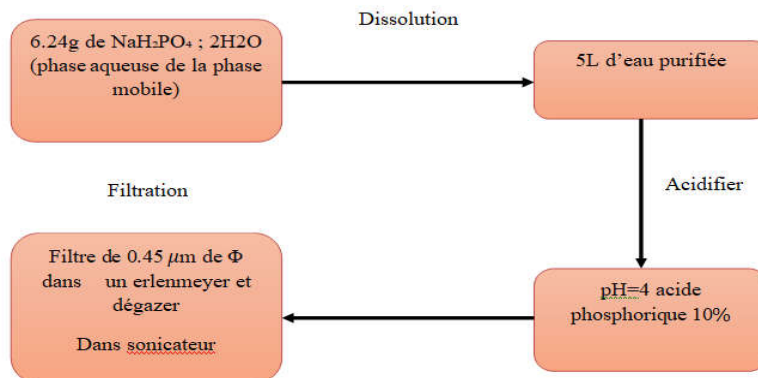 Dissolution
6.24g de NaH₂PO₄ ; 2H2O
(phase aqueuse de la phase
mobile)
5L d’eau purifiée
Acidifier
pH=4 acide
phosphorique 10%
Filtration
Filtre de 0.45 µm de Φ
dans un erlenmeyer et
dégazer
Dans sonicateur